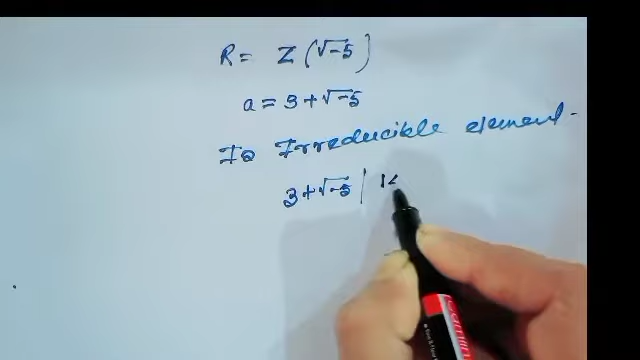 R = Z(√-5)
a = 3+√-5
Is Irreducible element.
3+√-5 | 14